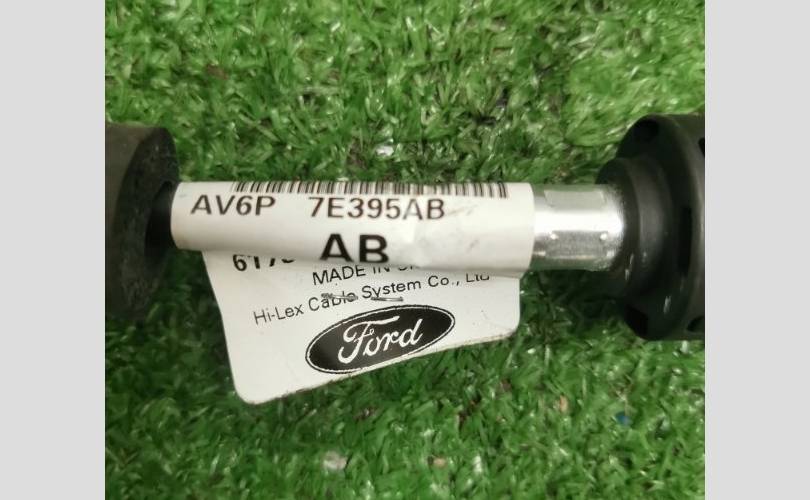 AV6P 7E395AB
AB
MADE IN
Hi-Lex Cable System Co., Ltd
Ford